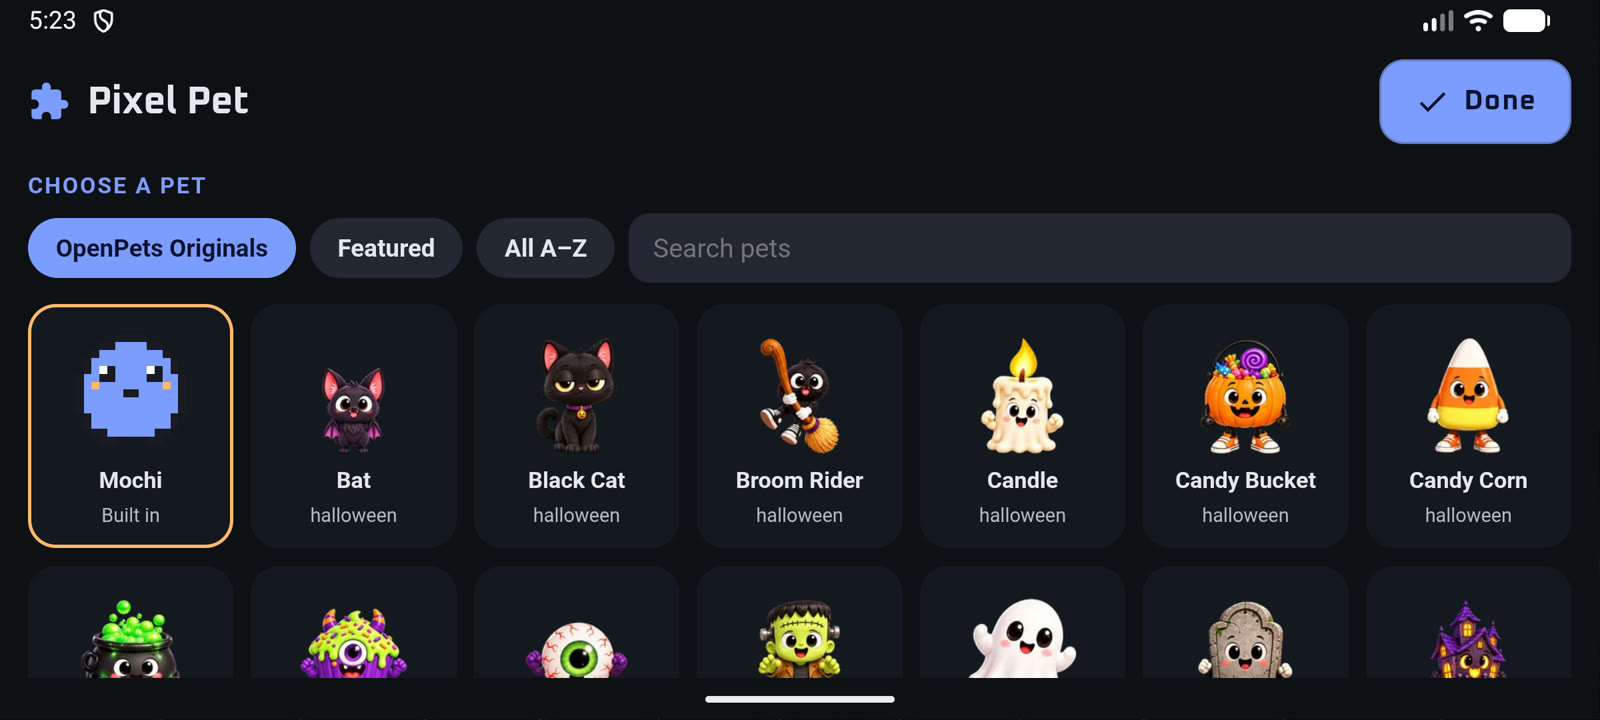 5:23
Pixel Pet
Done
CHOOSE A PET
OpenPets Originals
Featured
All A–Z
Search pets
Mochi
Built in
Bat
halloween
Black Cat
halloween
Broom Rider
halloween
Candle
halloween
Candy Bucket
halloween
Candy Corn
halloween